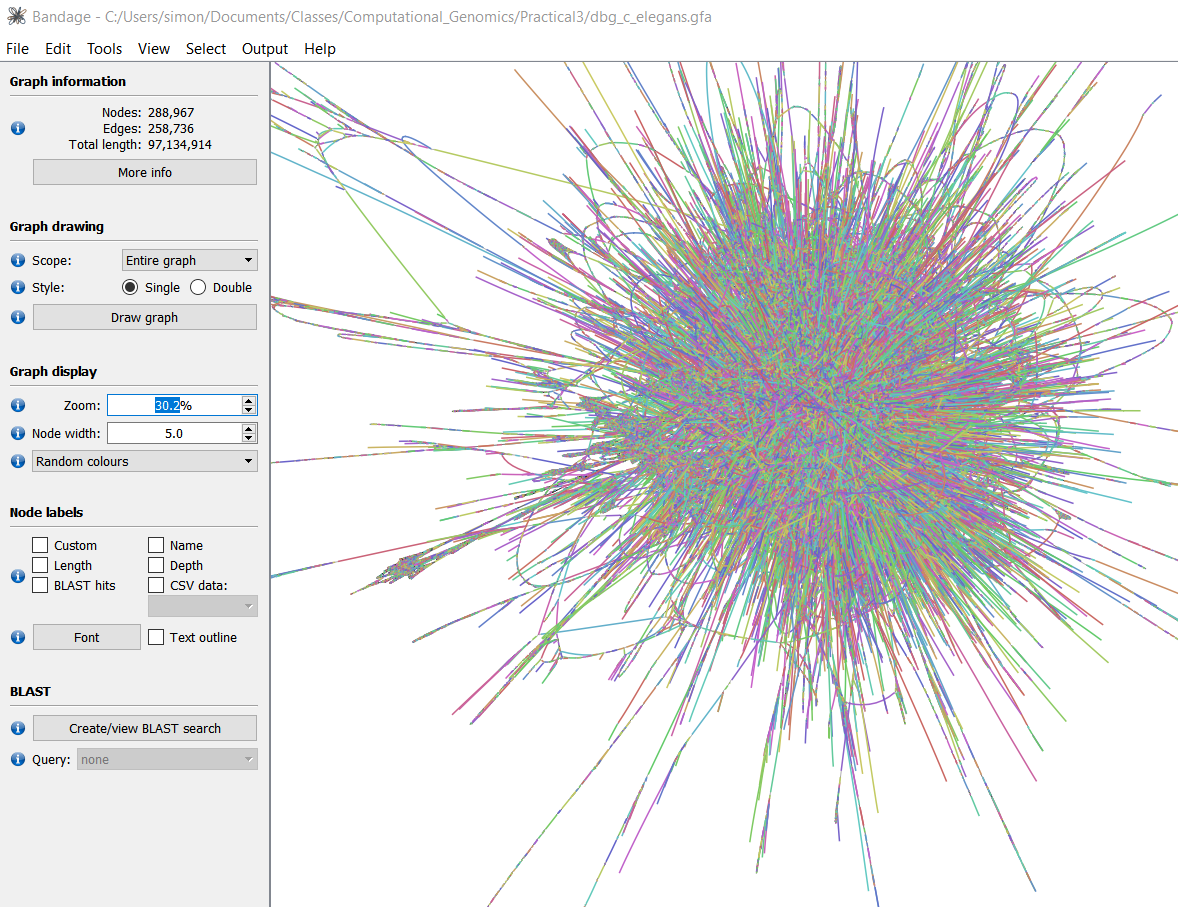 Bandage - C:/Users/simon/Documents/Classes/Computational_Genomics/Practical3/dbg_c_elegans.gfa
File Edit Tools View Select Output Help
Graph information
Nodes: 288,967
Edges: 258,736
Total length: 97,134,914
More info
Graph drawing
Scope: Entire graph
Style: Single Double
Draw graph
Graph display
Zoom: 30.2%
Node width: 5.0
Random colours
Node labels
Custom Name
Length Depth
BLAST hits CSV data:
Font Text outline
BLAST
Create/view BLAST search
Query: none